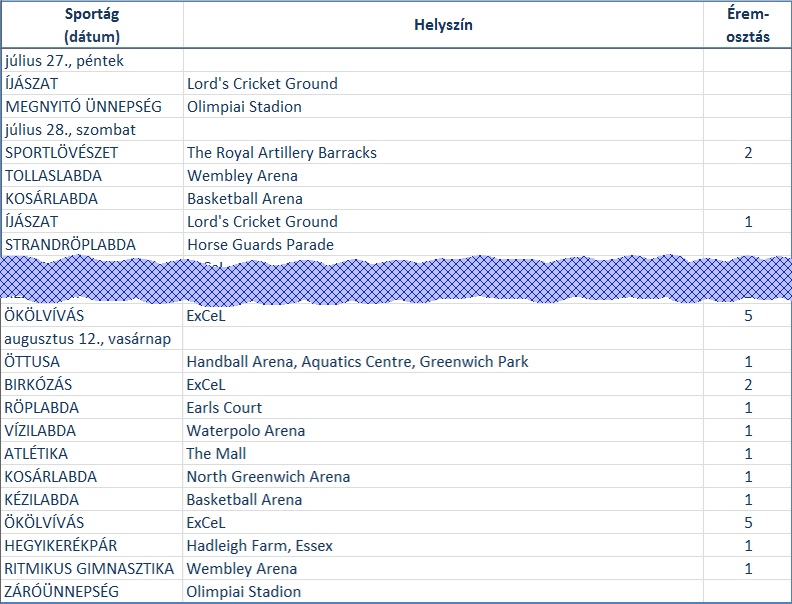 Sportág
(dátum)
Helyszín
Érem-
osztás
július 27., péntek
ÍJÁSZAT Lord's Cricket Ground
MEGNYITÓ ÜNNEPSÉG Olimpiai Stadion
július 28., szombat
SPORTLÖVÉSZET The Royal Artillery Barracks 2
TOLLASLABDA Wembley Arena
KOSÁRLABDA Basketball Arena
ÍJÁSZAT Lord's Cricket Ground 1
STRANDRÖPLABDA Horse Guards Parade
ÖKÖLVÍVÁS ExCeL 5
augusztus 12., vasárnap
ÖTTUSA Handball Arena, Aquatics Centre, Greenwich Park 1
BIRKÓZÁS ExCeL 2
RÖPLABDA Earls Court 1
VÍZILABDA Waterpolo Arena 1
ATLÉTIKA The Mall 1
KOSÁRLABDA North Greenwich Arena 1
KÉZILABDA Basketball Arena 1
ÖKÖLVÍVÁS ExCeL 5
HEGYIKERÉKPÁR Hadleigh Farm, Essex 1
RITMIKUS GIMNASZTIKA Wembley Arena 1
ZÁRÓÜNNEPSÉG Olimpiai Stadion